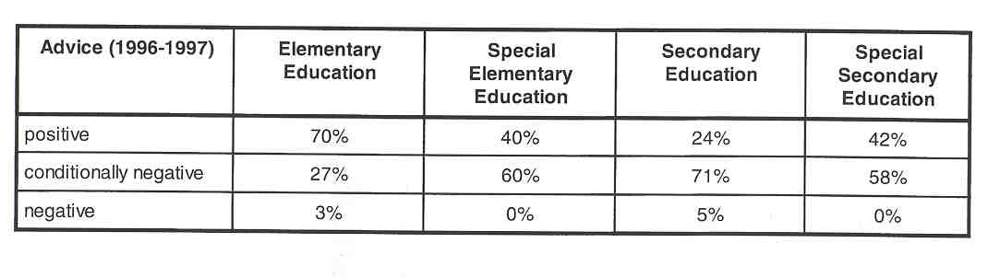 Advice (1996-1997) Elementary Education Special Elementary Education Secondary Education Special Secondary Education
positive 70% 40% 24% 42%
conditionally negative 27% 60% 71% 58%
negative 3% 0% 5% 0%